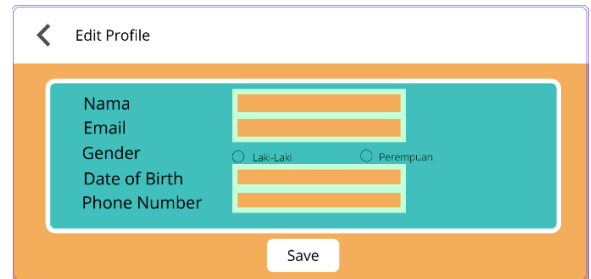 Edit Profile
Nama
Email
Gender
Laki-Laki Perempuan
Date of Birth
Phone Number
Save